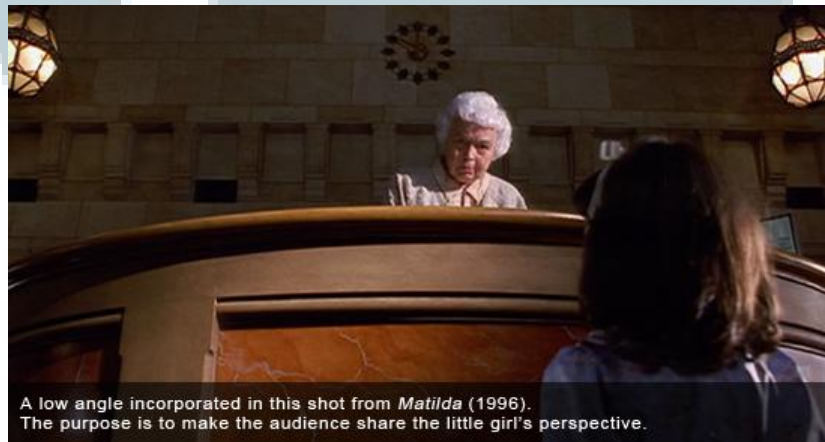 A low angle incorporated in this shot from Matilda (1996).
The purpose is to make the audience share the little girl's perspective.